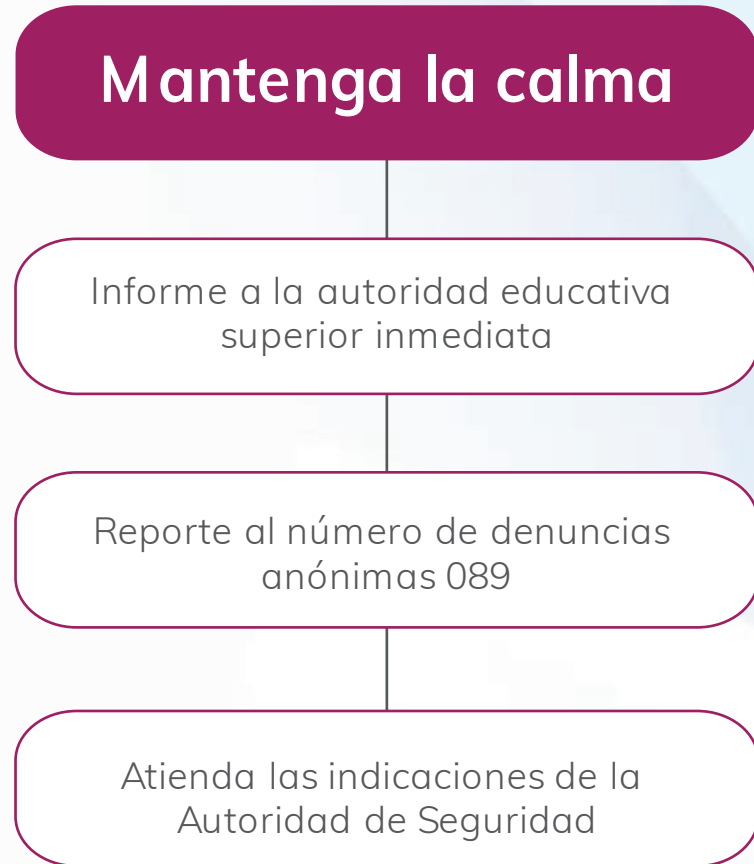 Mantenga la calma
Informe a la autoridad educativa
superior inmediata
Reporte al número de denuncias
anónimas 089
Atienda las indicaciones de la
Autoridad de Seguridad